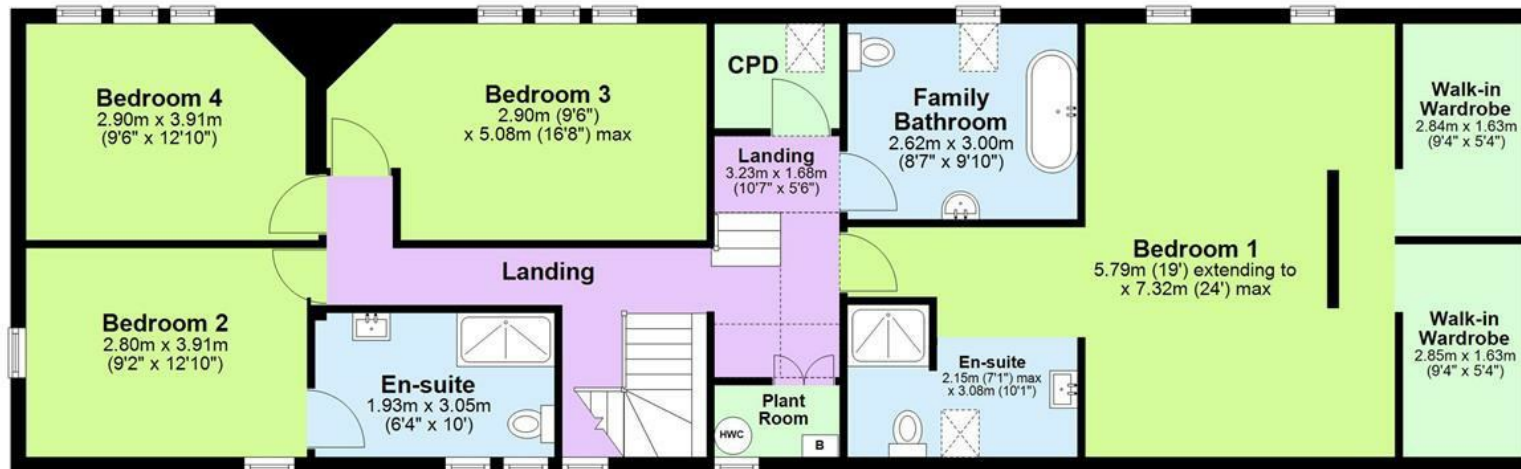 Bedroom 4
2.90m x 3.91m
(9'6" x 12'10")
Bedroom 3
2.90m (9'6")
x 5.08m (16'8") max
CPD
Family
Bathroom
2.62m x 3.00m
(8'7" x 9'10")
Walk-in
Wardrobe
2.84m x 1.63m
(9'4" x 5'4")
Landing
3.23m x 1.68m
(10'7" x 5'6")
Bedroom 1
5.79m (19') extending to
x 7.32m (24') max
Landing
Bedroom 2
2.80m x 3.91m
(9'2" x 12'10")
En-suite
1.93m x 3.05m
(6'4" x 10')
Plant
Room
HWC
B
En-suite
2.15m (7'1") max
x 3.08m (10'1")
Walk-in
Wardrobe
2.85m x 1.63m
(9'4" x 5'4")